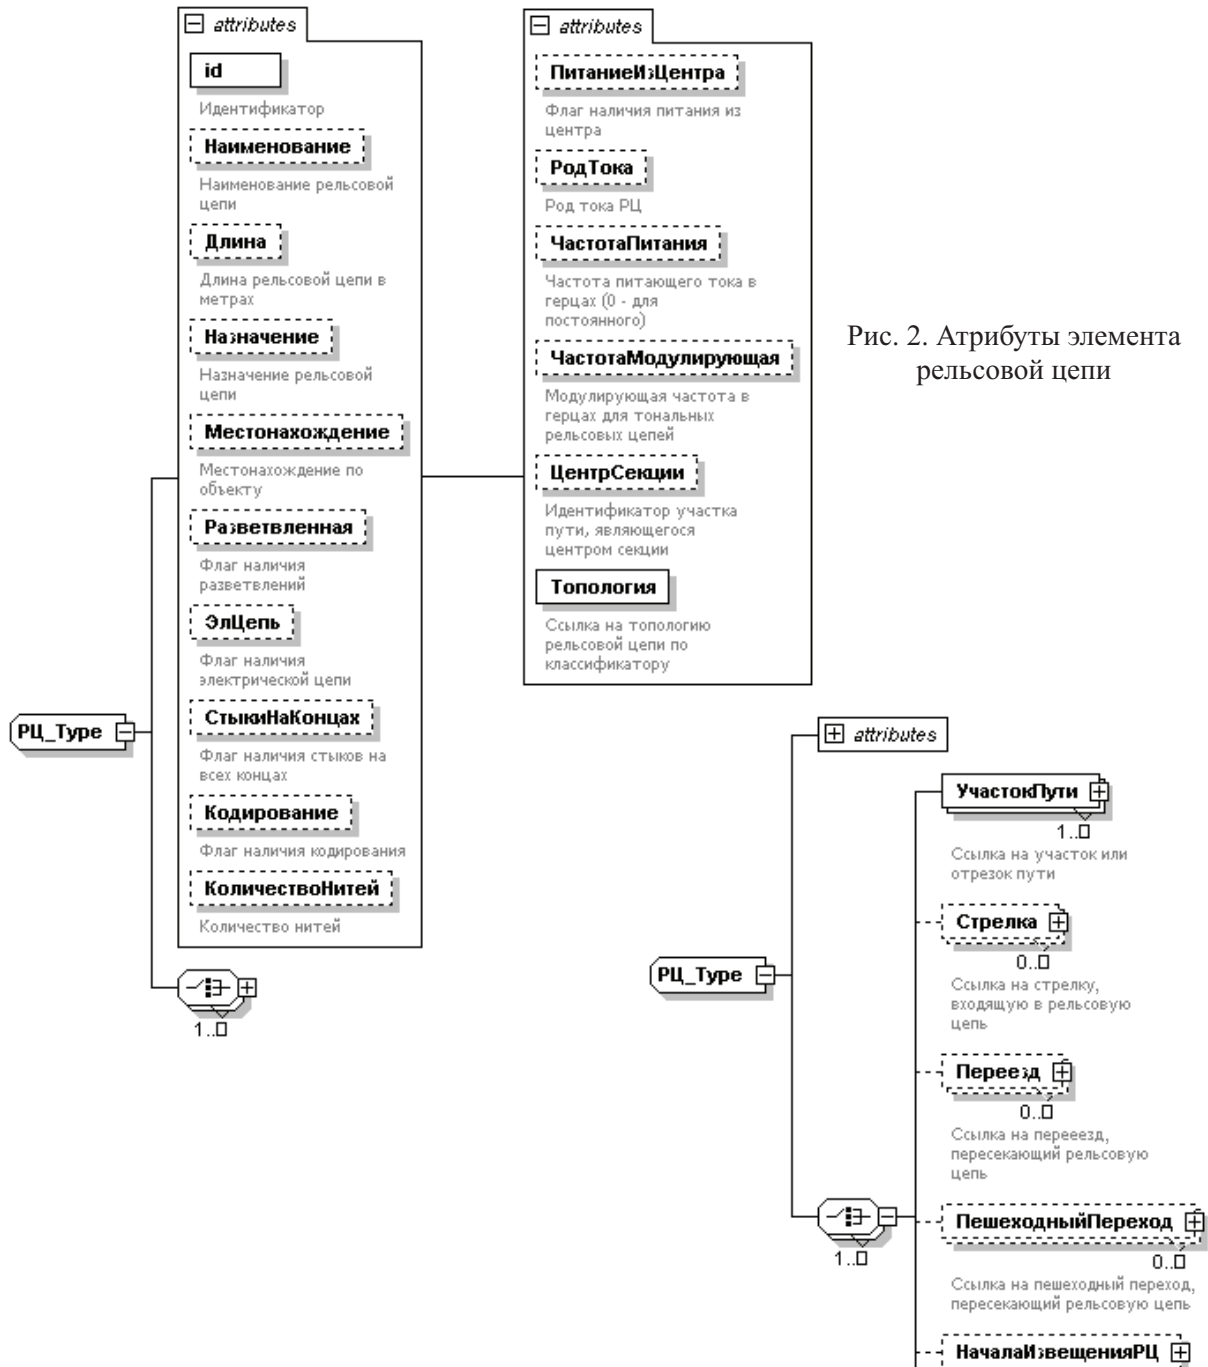 attributes
id
Идентификатор
Наименование
Наименование рельсовой
цепи
Длина
Длина рельсовой цепи в
метрах
Назначение
Назначение рельсовой
цепи
Местонахождение
Местонахождение по
объекту
Разветвленная
Флаг наличия
разветвлений
ЭлЦепь
Флаг наличия
электрической цепи
СтыкиНаКонцах
Флаг наличия стыков на
всех концах
Кодирование
Флаг наличия кодирования
КоличествоНитей
Количество нитей
РЦ_Type
1..
attributes
ПитаниеИзЦентра
Флаг наличия питания из
центра
РодТока
Род тока РЦ
ЧастотаПитания
Частота питающего тока в
герцах (0 - для
постоянного)
ЧастотаМодулирующая
Модулирующая частота в
герцах для тональных
рельсовых цепей
ЦентрСекции
Идентификатор участка
пути, являющегося
центром секции
Топология
Ссылка на топологию
рельсовой цепи по
классификатору
Рис. 2. Атрибуты элемента
рельсовой цепи
РЦ_Type
attributes
1..
УчастокПути
1..
Ссылка на участок или
отрезок пути
Стрелка
0..
Ссылка на стрелку,
входящую в рельсовую
цепь
Переезд
0..
Ссылка на перееезд,
пересекающий рельсовую
цепь
ПешеходныйПереход
0..
Ссылка на пешеходный переход,
пересекающий рельсовую цепь
НачалаИзвещенияРЦ